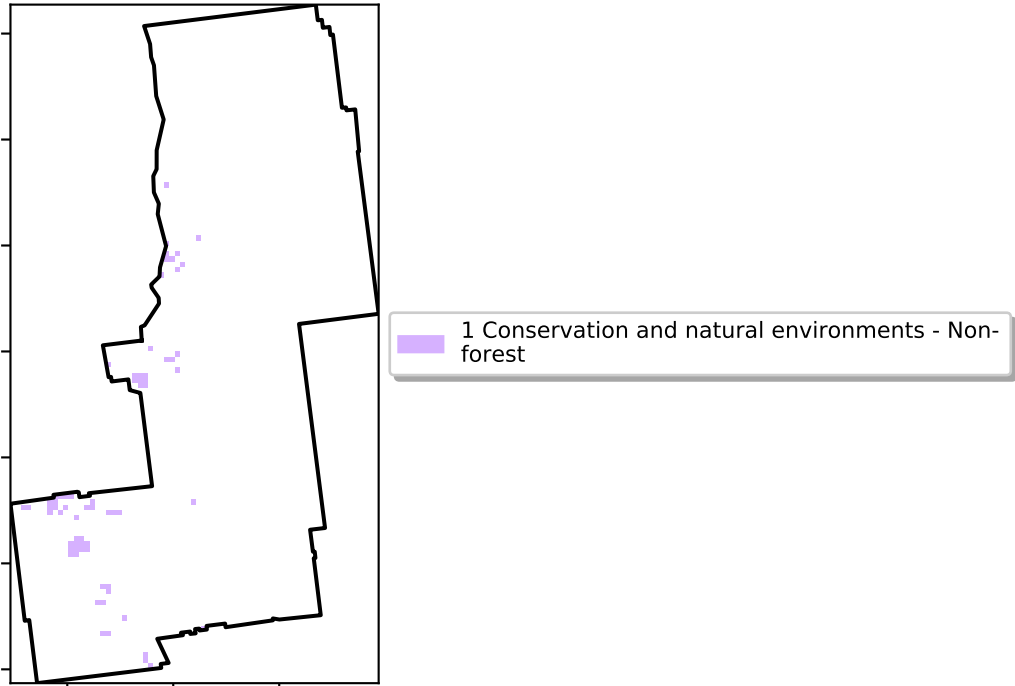 1 Conservation and natural environments - Non-
forest